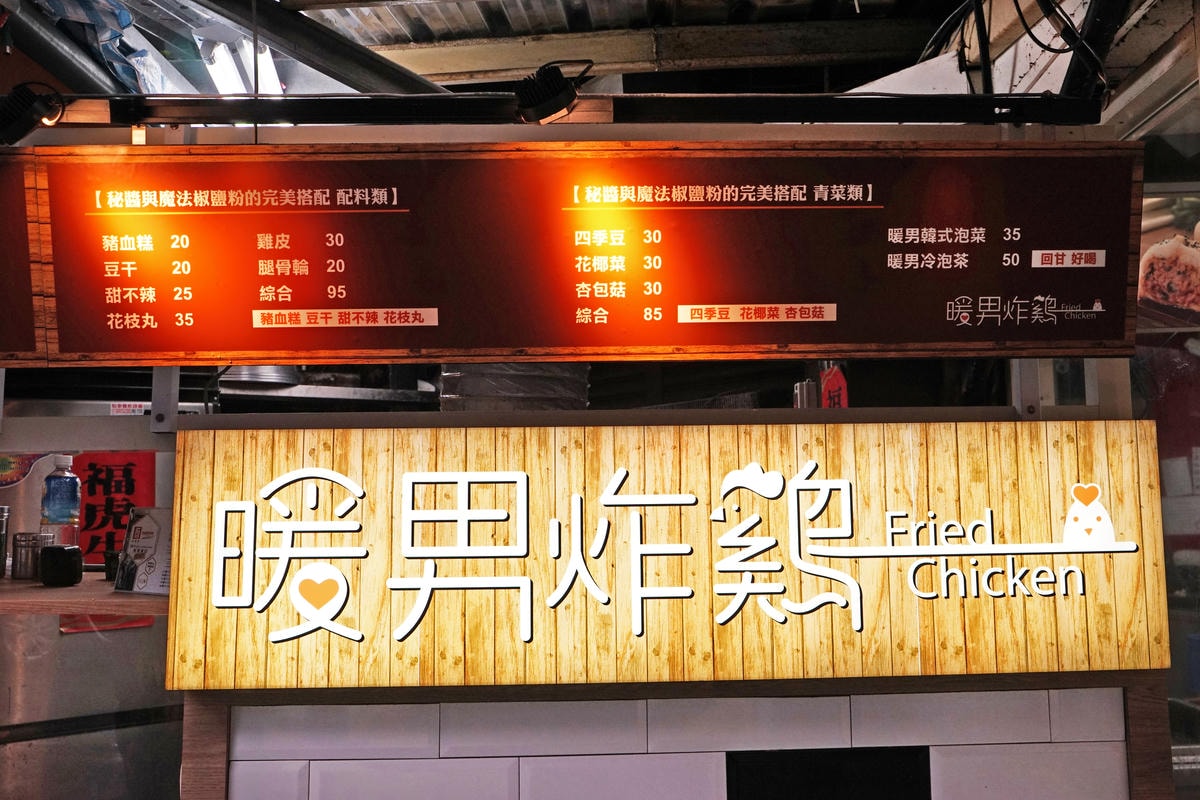 【秘醬與魔法椒鹽粉的完美搭配 配料類】
豬血糕 20
豆干 20
甜不辣 25
花枝丸 35
雞皮 30
腿骨輪 20
綜合 95
豬血糕 豆干 甜不辣 花枝丸
【秘醬與魔法椒鹽粉的完美搭配 青菜類】
四季豆 30
花椰菜 30
杏包菇 30
綜合 85 四季豆 花椰菜 杏包菇
暖男韓式泡菜 35
暖男冷泡茶 50 回甘 好喝
暖男炸鷄 Fried
Chicken
福
虎
生
暖男炸鷄 Fried
Chicken